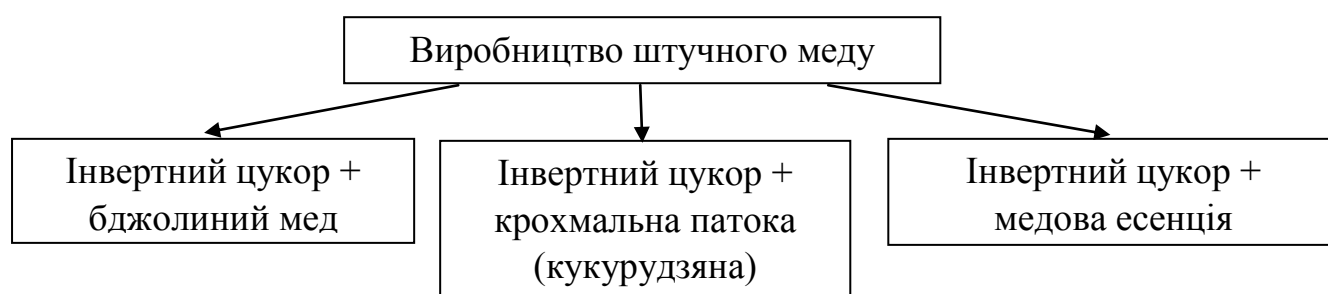 Виробництво штучного меду
Інвертний цукор +
бджолиний мед
Інвертний цукор +
крохмальна патока
(кукурудзяна)
Інвертний цукор +
медова есенція